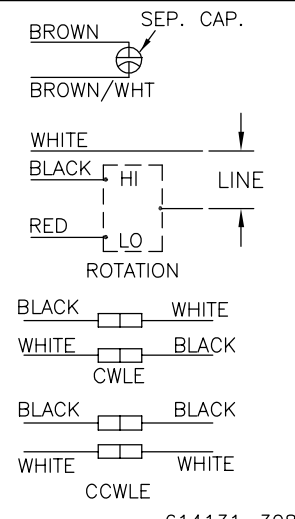 SEP. CAP.
BROWN
BROWN/WHT
WHITE
BLACK
HI
LINE
RED
LO
ROTATION
BLACK WHITE
WHITE BLACK
CWLE
BLACK BLACK
WHITE WHITE
CCWLE